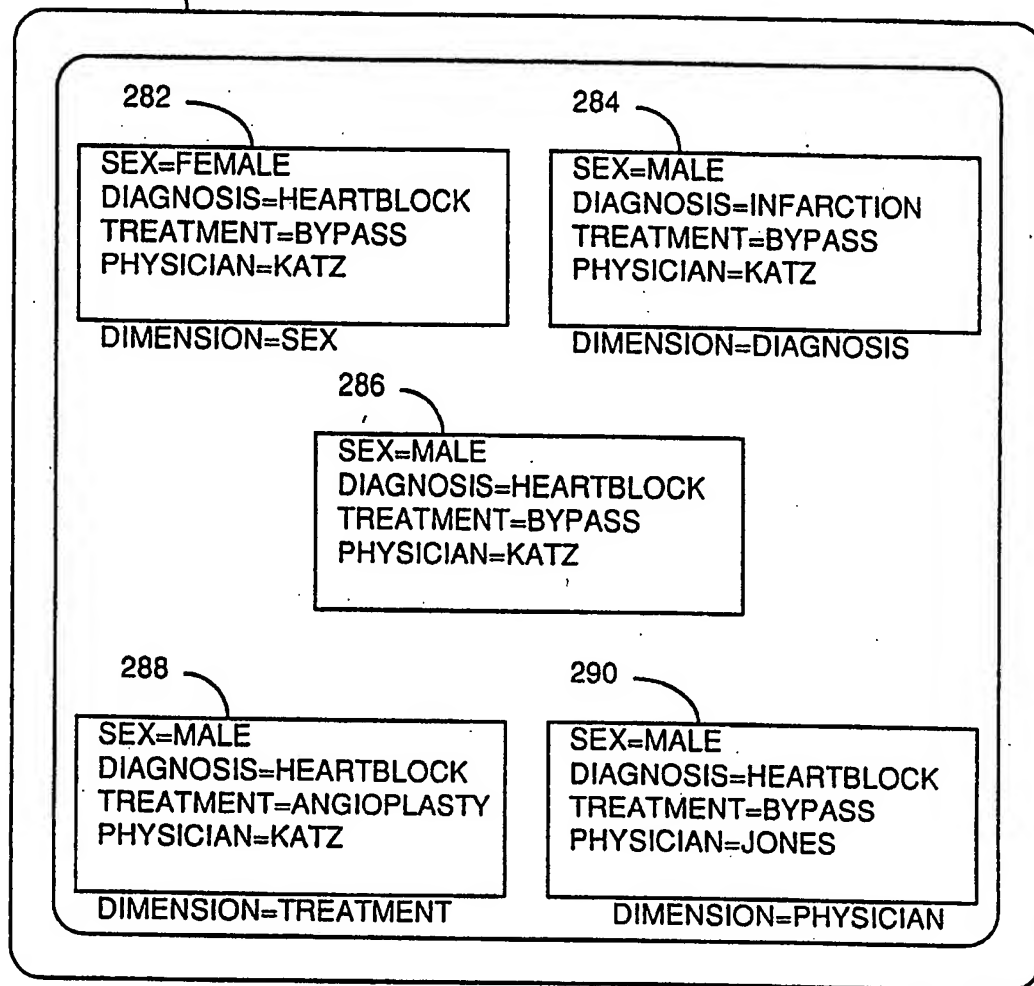 282
SEX=FEMALE
DIAGNOSIS=HEARTBLOCK
TREATMENT=BYPASS
PHYSICIAN=KATZ
DIMENSION=SEX
284
SEX=MALE
DIAGNOSIS=INFARCTION
TREATMENT=BYPASS
PHYSICIAN=KATZ
DIMENSION=DIAGNOSIS
286
SEX=MALE
DIAGNOSIS=HEARTBLOCK
TREATMENT=BYPASS
PHYSICIAN=KATZ
288
SEX=MALE
DIAGNOSIS=HEARTBLOCK
TREATMENT=ANGIOPLASTY
PHYSICIAN=KATZ
DIMENSION=TREATMENT
290
SEX=MALE
DIAGNOSIS=HEARTBLOCK
TREATMENT=BYPASS
PHYSICIAN=JONES
DIMENSION=PHYSICIAN